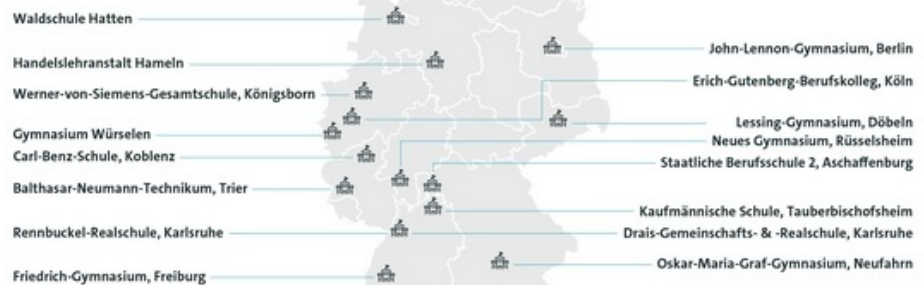 Waldschule Hatten
Handelslehranstalt Hameln
Werner-von-Siemens-Gesamtschule, Königsborn
Gymnasium Würselen
Carl-Benz-Schule, Koblenz
Balthasar-Neumann-Technikum, Trier
Rennbuckel-Realschule, Karlsruhe
Friedrich-Gymnasium, Freiburg
John-Lennon-Gymnasium, Berlin
Erich-Gutenberg-Berufskolleg, Köln
Lessing-Gymnasium, Döbeln
Neues Gymnasium, Rüsselsheim
Staatliche Berufsschule 2, Aschaffenburg
Kaufmännische Schule, Tauberbischofsheim
Drais-Gemeinschafts- & -Realschule, Karlsruhe
Oskar-Maria-Graf-Gymnasium, Neufahrn